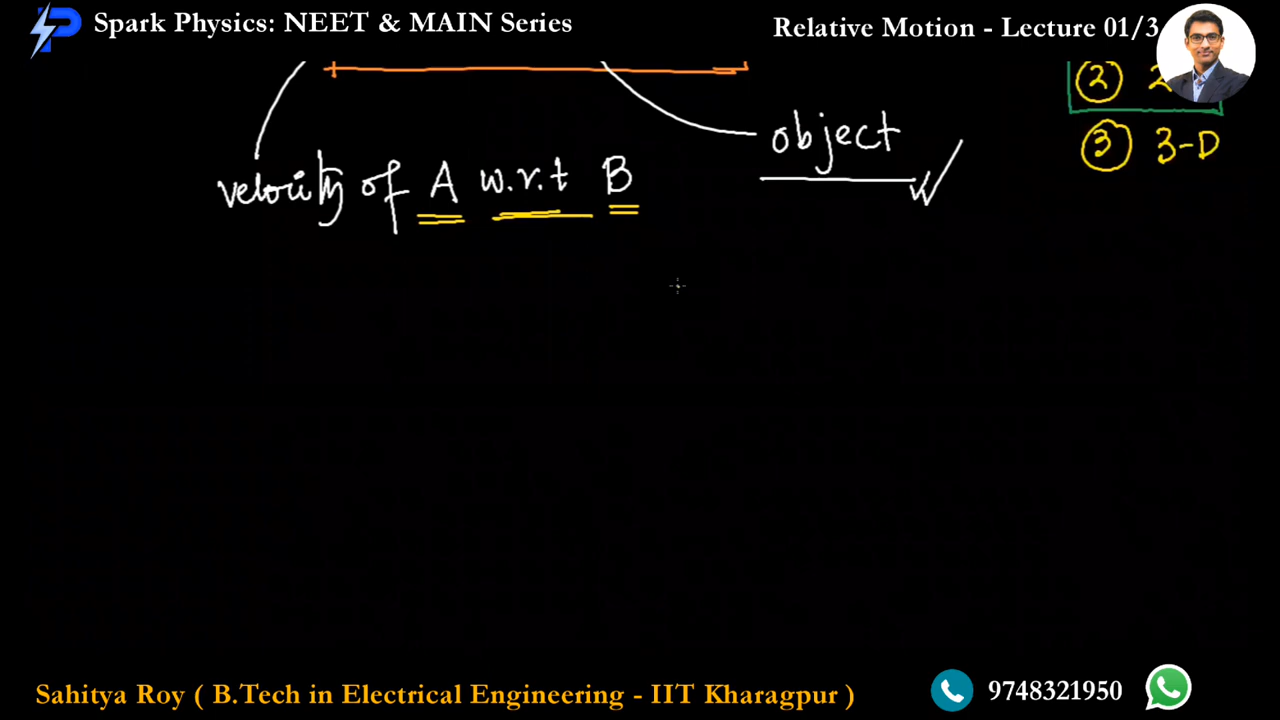 Spark Physics: NEET & MAIN Series
Relative Motion - Lecture 01/3
② 2
③ 3-D
object
velocity of A w.r.t B
Sahitya Roy ( B.Tech in Electrical Engineering - IIT Kharagpur )
9748321950